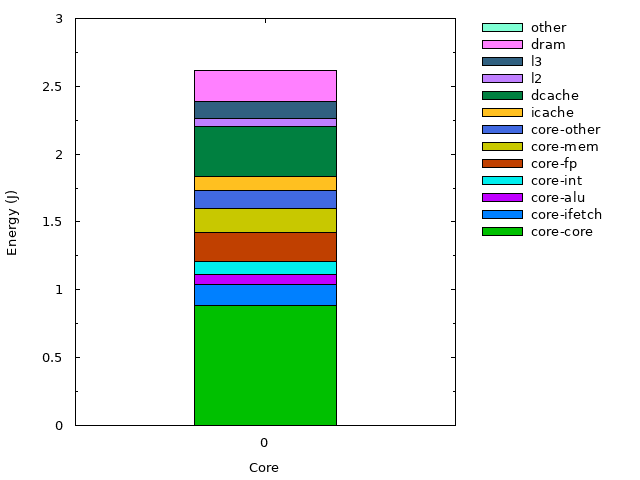 3
2.5
2
1.5
1
0.5
0
Energy (J)
0
Core
other
dram
l3
l2
dcache
icache
core-other
core-mem
core-fp
core-int
core-alu
core-ifetch
core-core